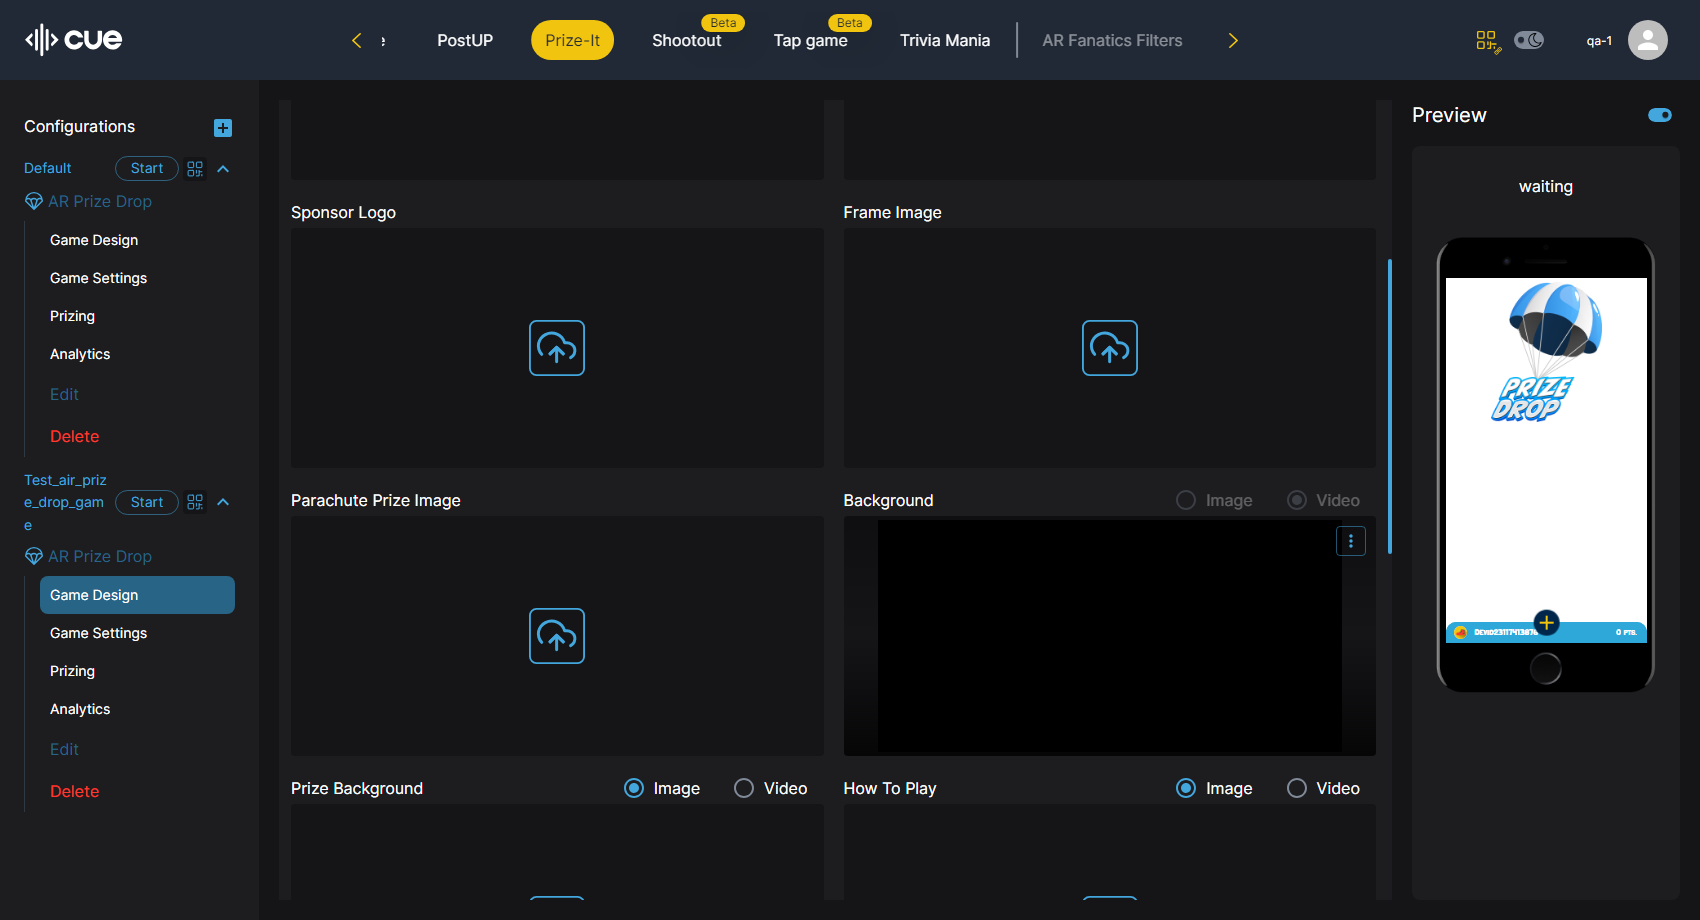 cue
PostUP
Prize-It
Shootout
Beta
Tap game
Beta
Trivia Mania
AR Fanatics Filters
qa-1
Configurations
Default
Start
AR Prize Drop
Game Design
Game Settings
Prizing
Analytics
Edit
Delete
Test_air_priz
e_drop_gam
e
Start
AR Prize Drop
Game Design
Game Settings
Prizing
Analytics
Edit
Delete
Sponsor Logo
Frame Image
Parachute Prize Image
Background
Image
Video
Prize Background
Image
Video
How To Play
Image
Video
Preview
waiting
PRIZE
DROP
0 PTS.